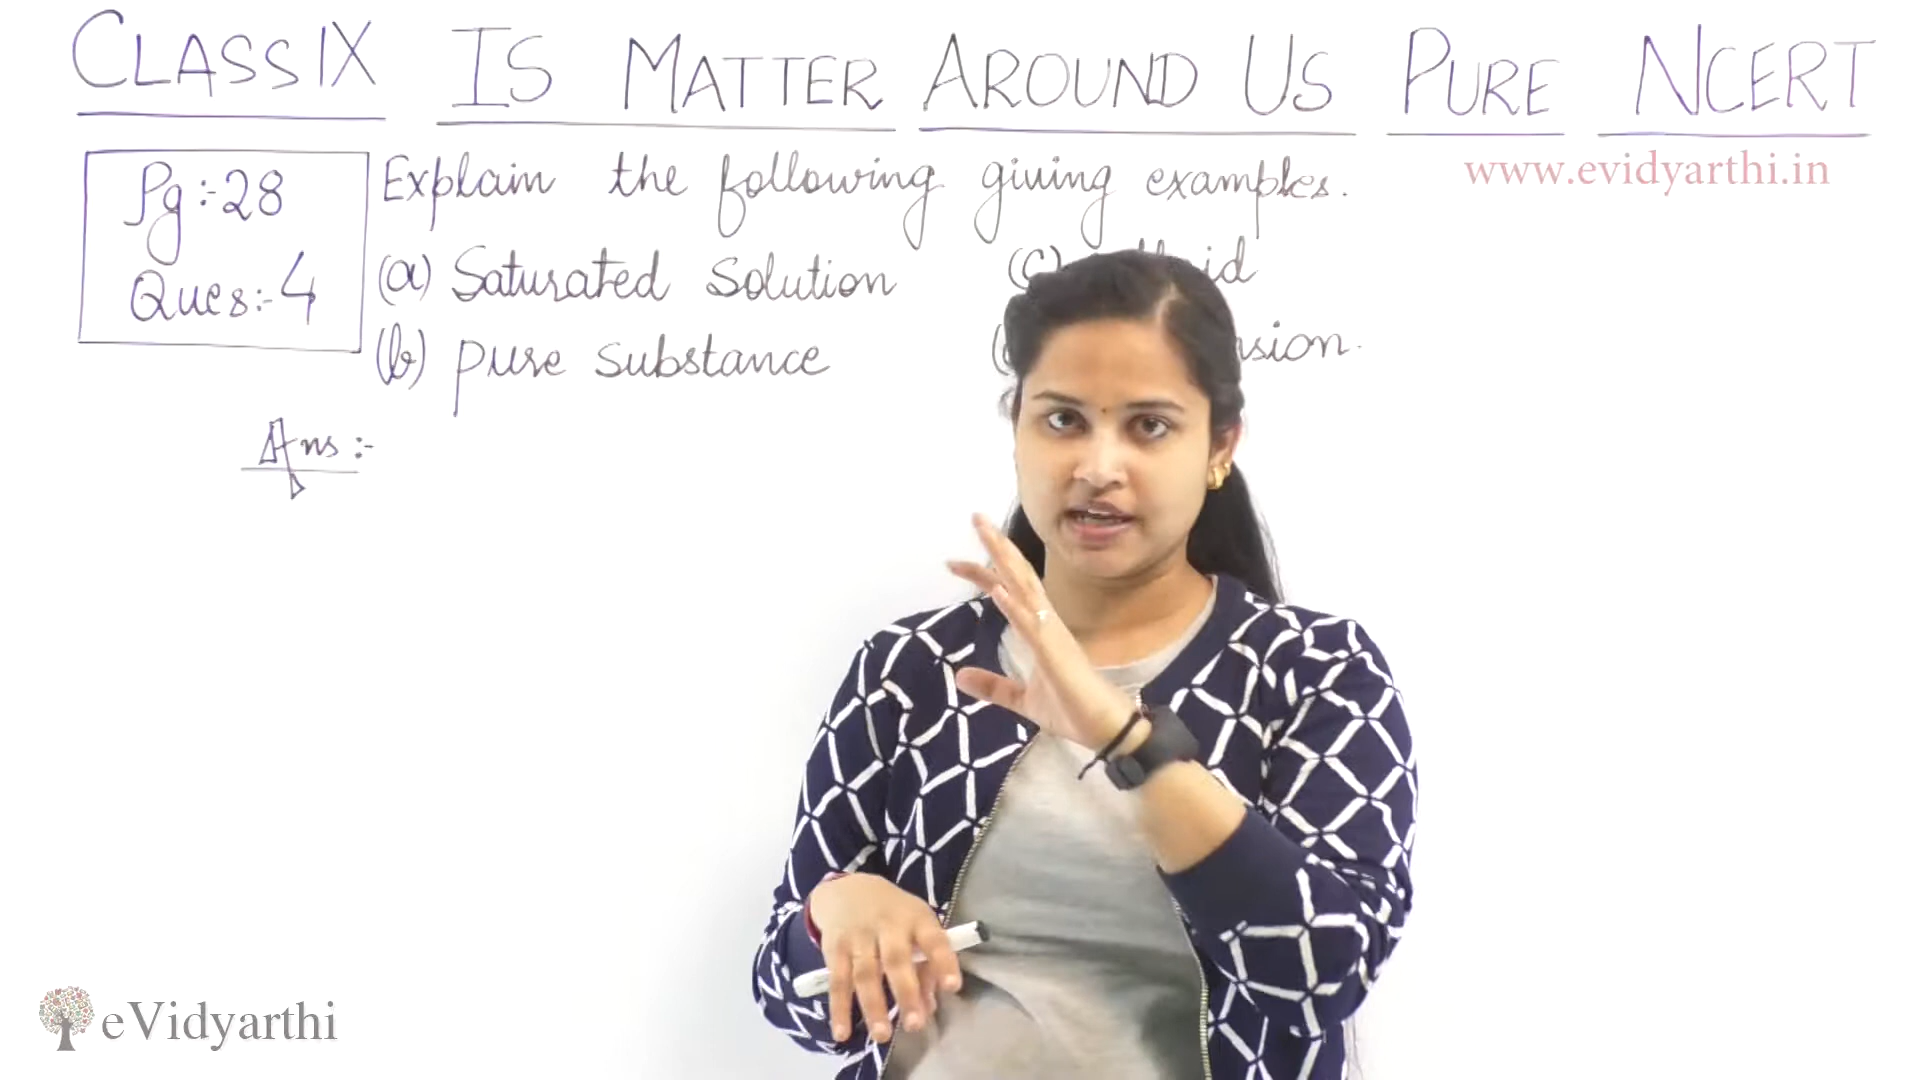 CLASS IX IS MATTER AROUND US PURE NCERT
www.evidyarthi.in
Pg:-28
Ques:-4
Explain the following giving examples.
(a) Saturated Solution (c)
(b) pure substance
Ans:-
eVidyarthi